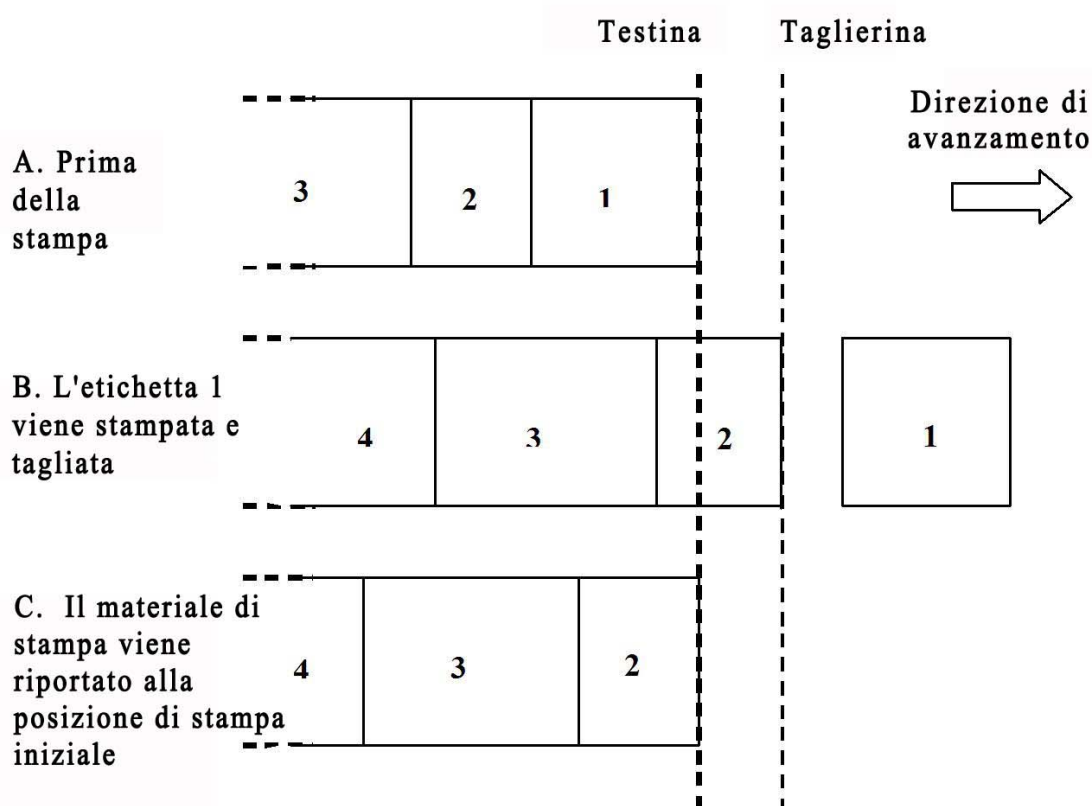 Testina
Taglierina
Direzione di
avanzamento
A. Prima
della
stampa
3
2
1
B. L'etichetta 1
viene stampata e
tagliata
4
3
2
1
C. Il materiale di
stampa viene
riportato alla
posizione di stampa
iniziale
4
3
2